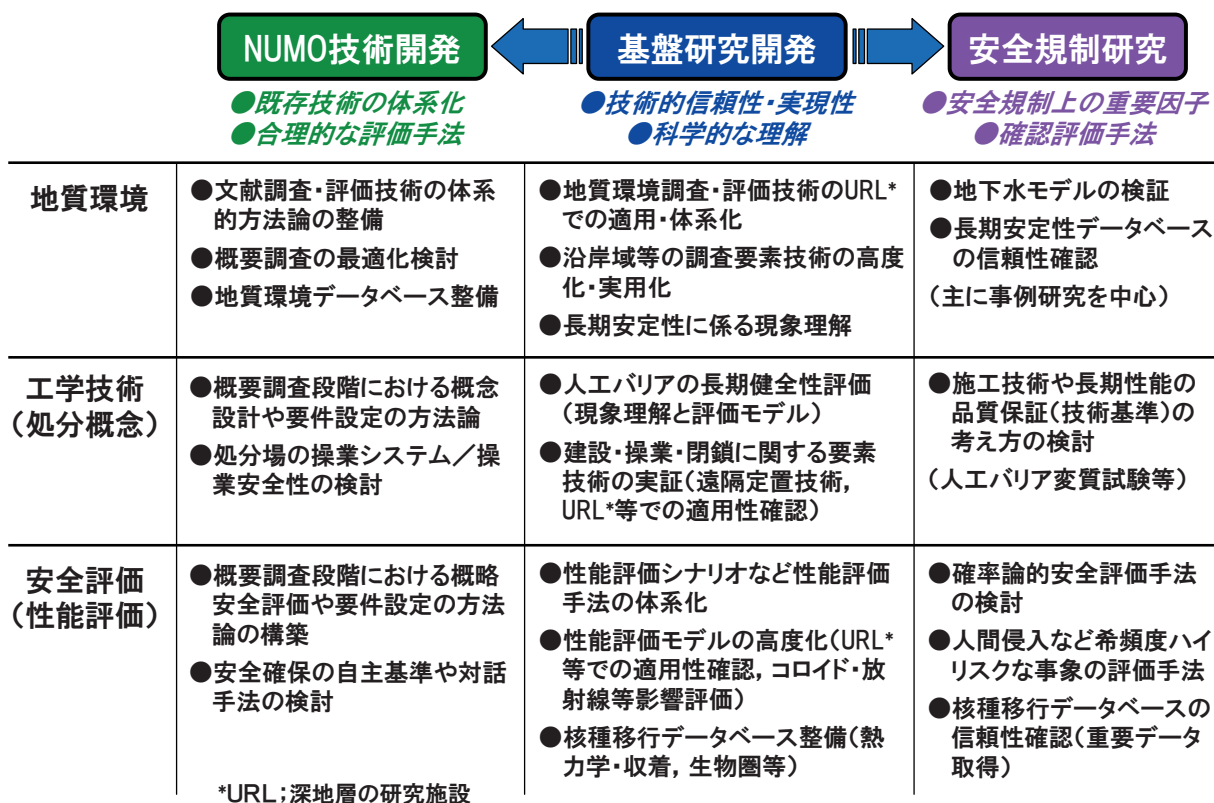 NUMO技術開発
基盤研究開発
安全規制研究
●既存技術の体系化
●合理的な評価手法
●技術的信頼性・実現性
●科学的な理解
●安全規制上の重要因子
●確認評価手法
地質環境
●文献調査・評価技術の体系
的方法論の整備
●概要調査の最適化検討
●地質環境データベース整備
●地質環境調査・評価技術のURL*
での適用・体系化
●沿岸域等の調査要素技術の高度
化・実用化
●長期安定性に係る現象理解
●地下水モデルの検証
●長期安定性データベース
の信頼性確認
（主に事例研究を中心）
工学技術
（処分概念）
●概要調査段階における概念
設計や要件設定の方法論
●処分場の操業システム／操
業安全性の検討
●人工バリアの長期健全性評価
（現象理解と評価モデル）
●建設・操業・閉鎖に関する要素
技術の実証（遠隔定置技術，
URL*等での適用性確認）
●施工技術や長期性能の
品質保証（技術基準）の
考え方の検討
（人工バリア変質試験等）
安全評価
（性能評価）
●概要調査段階における概略
安全評価や要件設定の方法
論の構築
●安全確保の自主基準や対話
手法の検討
●性能評価シナリオなど性能評価
手法の体系化
●性能評価モデルの高度化（URL*
等での適用性確認，コロイド・放
射線等影響評価）
●核種移行データベース整備（熱
力学・収着，生物圏等）
●確率論的安全評価手法
の検討
●人間侵入など希頻度ハイ
リスクな事象の評価手法
●核種移行データベースの
信頼性確認（重要データ
取得）
*URL；深地層の研究施設